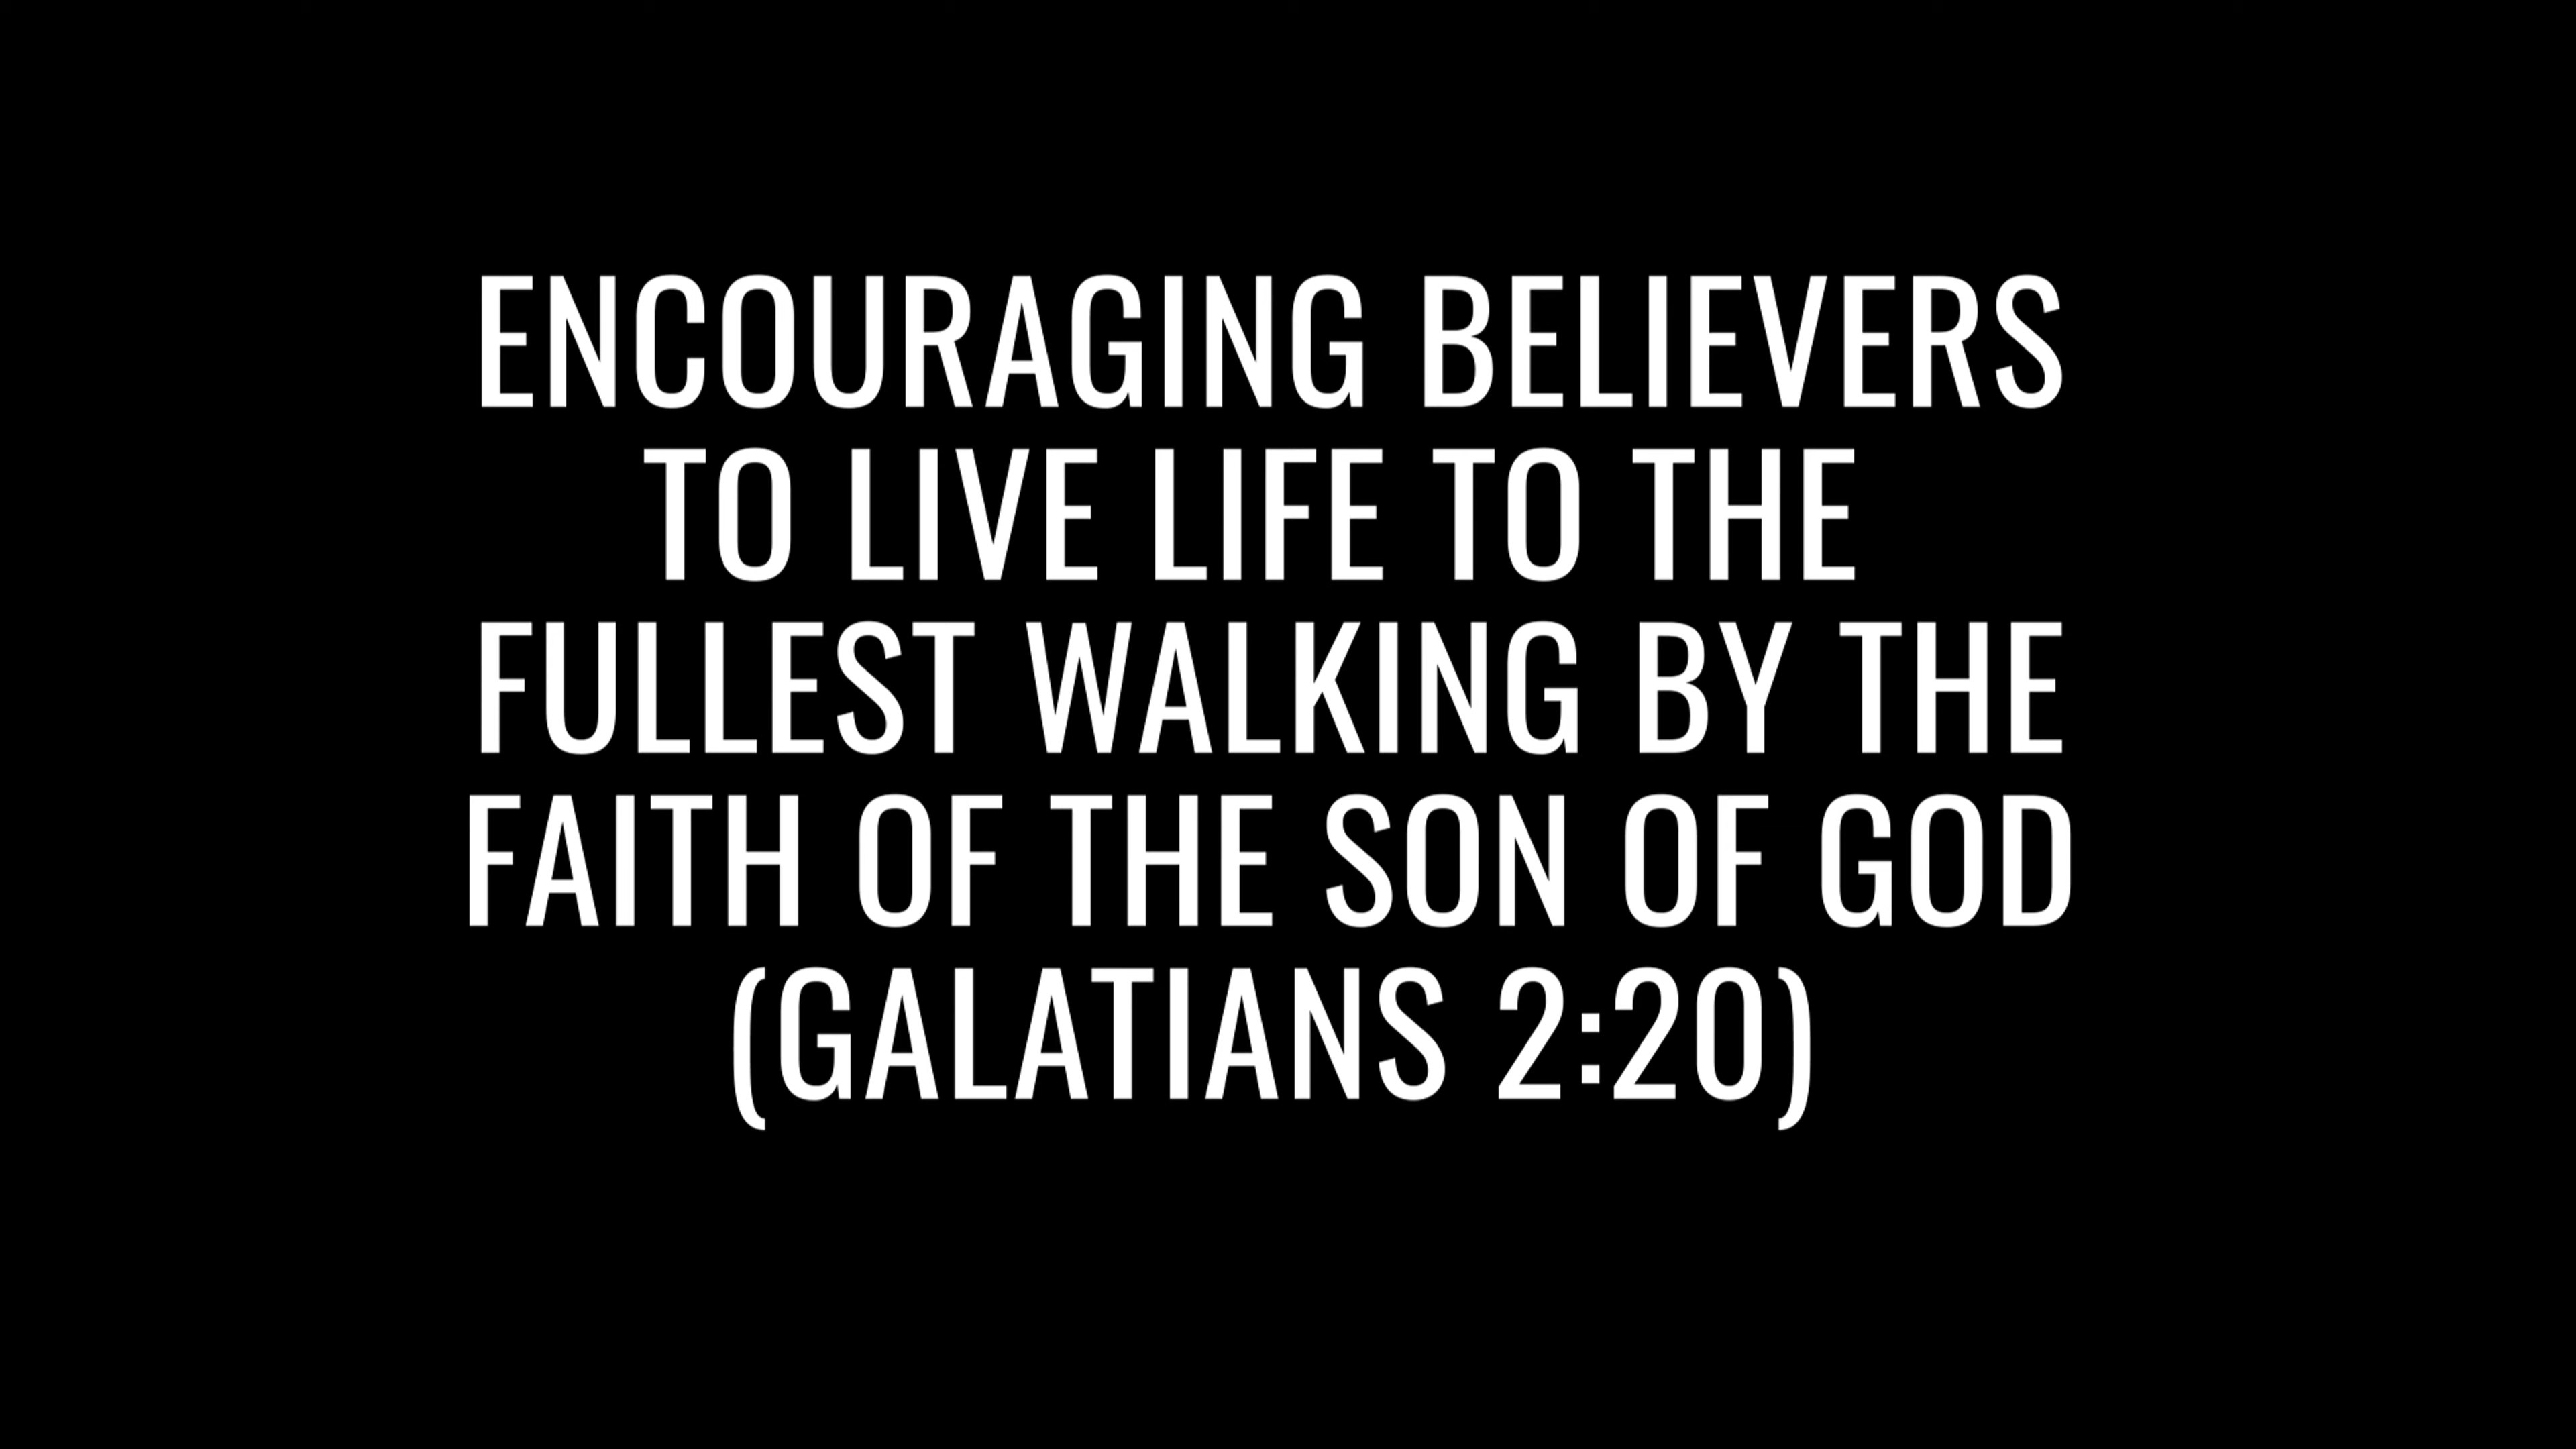 ENCOURAGING BELIEVERS
TO LIVE LIFE TO THE
FULLEST WALKING BY THE
FAITH OF THE SON OF GOD
(GALATIANS 2:20)